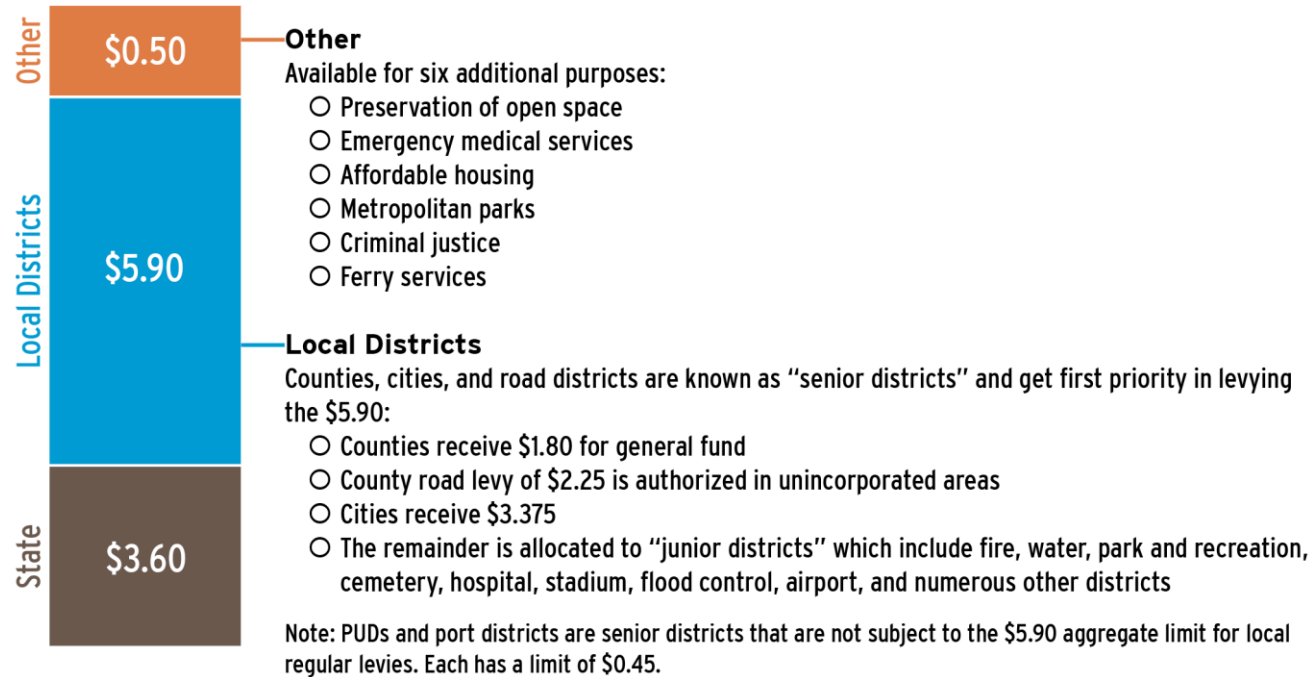 Other
$0.50
Local Districts
$5.90
State
$3.60
Other
Available for six additional purposes:
Preservation of open space
Emergency medical services
Affordable housing
Metropolitan parks
Criminal justice
Ferry services
Local Districts
Counties, cities, and road districts are known as “senior districts” and get first priority in levying
the $5.90:
Counties receive $1.80 for general fund
County road levy of $2.25 is authorized in unincorporated areas
Cities receive $3.375
The remainder is allocated to “junior districts” which include fire, water, park and recreation,
cemetery, hospital, stadium, flood control, airport, and numerous other districts
Note: PUDs and port districts are senior districts that are not subject to the $5.90 aggregate limit for local
regular levies. Each has a limit of $0.45.